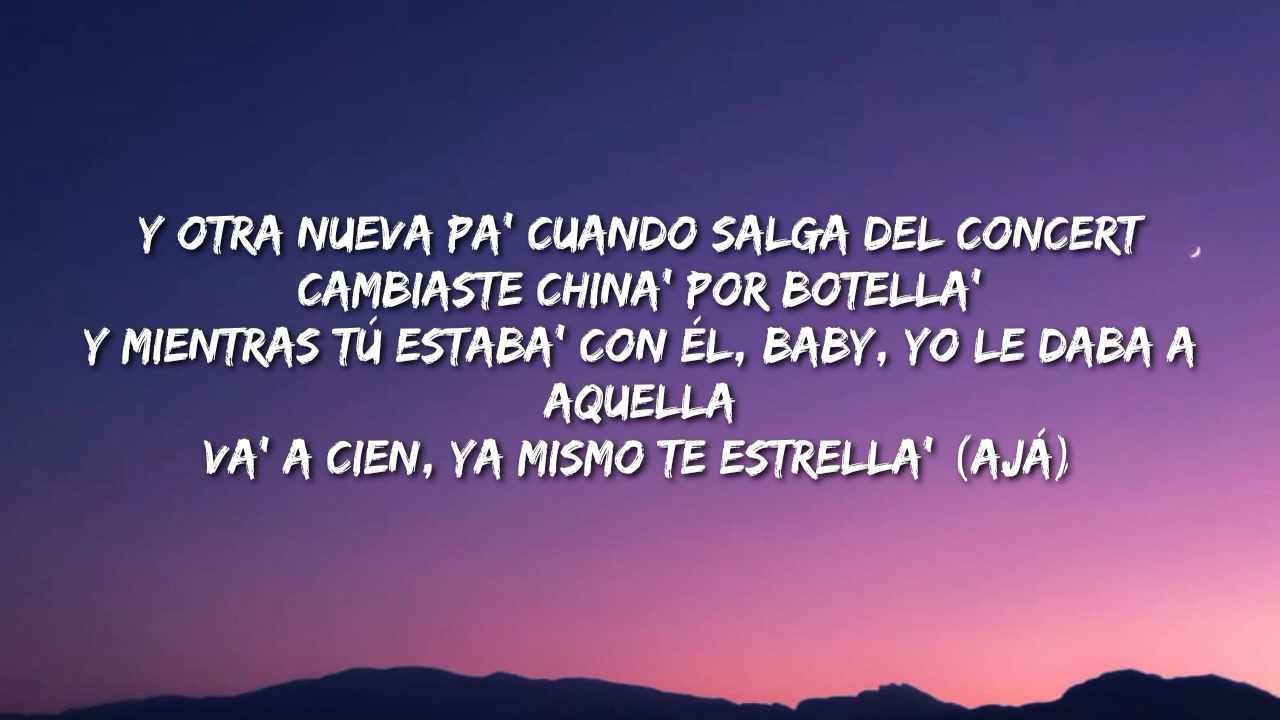 Y OTRA NUEVA PA' CUANDO SALGA DEL CONCERT
CAMBIASTE CHINA' POR BOTELLA'
Y MIENTRAS TÚ ESTABA' CON ÉL, BABY, YO LE DABA A
AQUELLA
VA' A CIEN, YA MISMO TE ESTRELLA' (AJÁ)